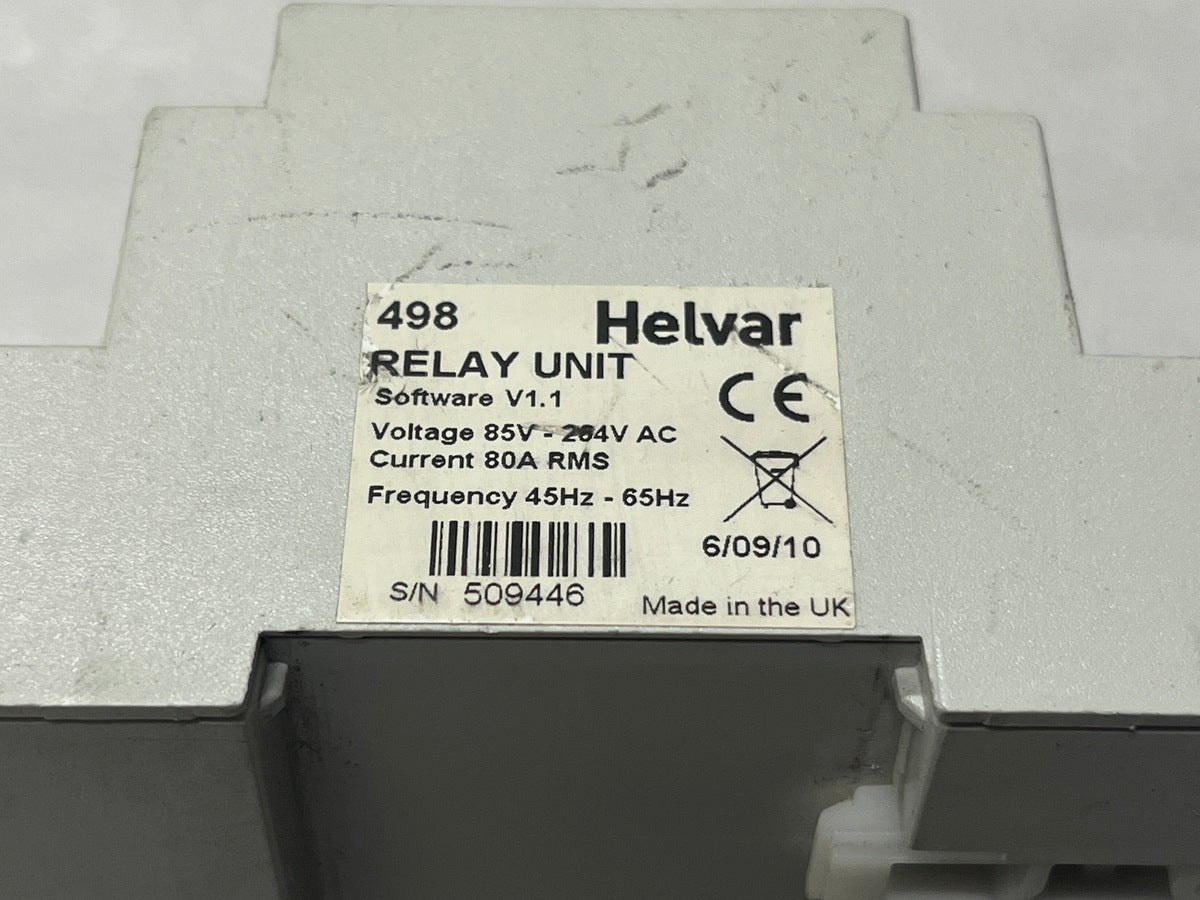 498 Helvar
RELAY UNIT
Software V1.1
CE
Voltage 85V - 264V AC
Current 80A RMS
Frequency 45Hz - 65Hz
6/09/10
S/N 509446
Made in the UK